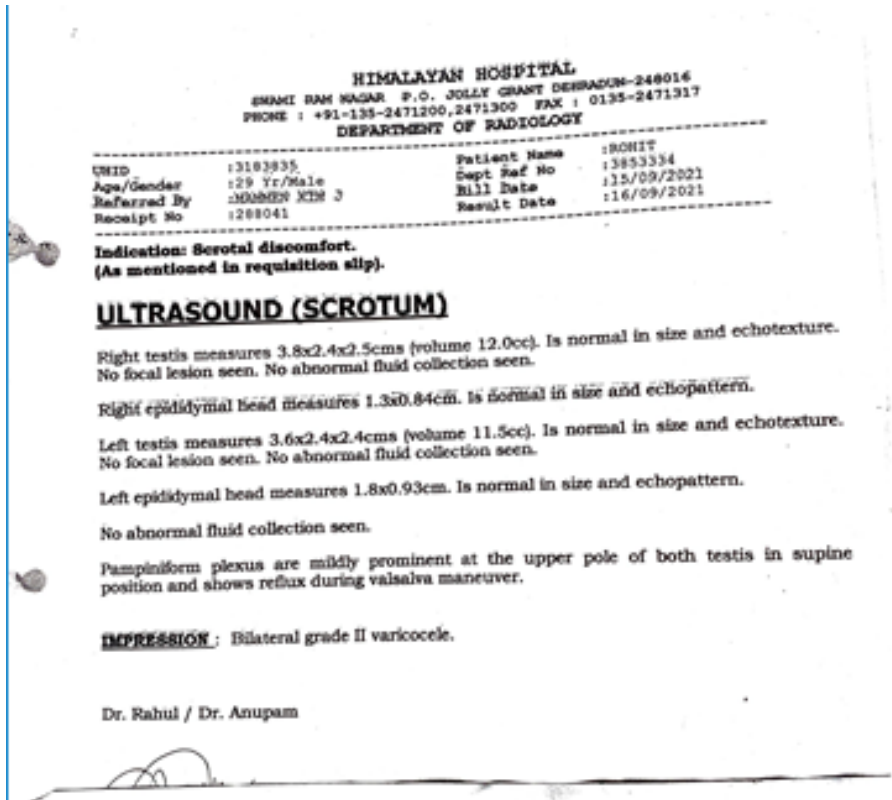 HIMALAYAN HOSPITAL
SWAMI RAM NAGAR P.O. JOLLY GRANT DEHRADUN-248016
PHONE : +91-135-2471200,2471300 FAX : 0135-2471317
DEPARTMENT OF RADIOLOGY
UHID :3183835 Patient Name :ROHIT
Age/Gender :29 Yr/Male Dept Ref No :3853334
Referred By Bill Date :15/09/2021
Receipt No :288041 Result Date :16/09/2021
Indication: Scrotal discomfort.
(As mentioned in requisition slip).
ULTRASOUND (SCROTUM)
Right testis measures 3.8x2.4x2.5cms (volume 12.0cc). Is normal in size and echotexture.
No focal lesion seen. No abnormal fluid collection seen.
Right epididymal head measures 1.3x0.84cm. Is normal in size and echopattern.
Left testis measures 3.6x2.4x2.4cms (volume 11.5cc). Is normal in size and echotexture.
No focal lesion seen. No abnormal fluid collection seen.
Left epididymal head measures 1.8x0.93cm. Is normal in size and echopattern.
No abnormal fluid collection seen.
Pampiniform plexus are mildly prominent at the upper pole of both testis in supine
position and shows reflux during valsalva maneuver.
IMPRESSION : Bilateral grade II varicocele.
Dr. Rahul / Dr. Anupam